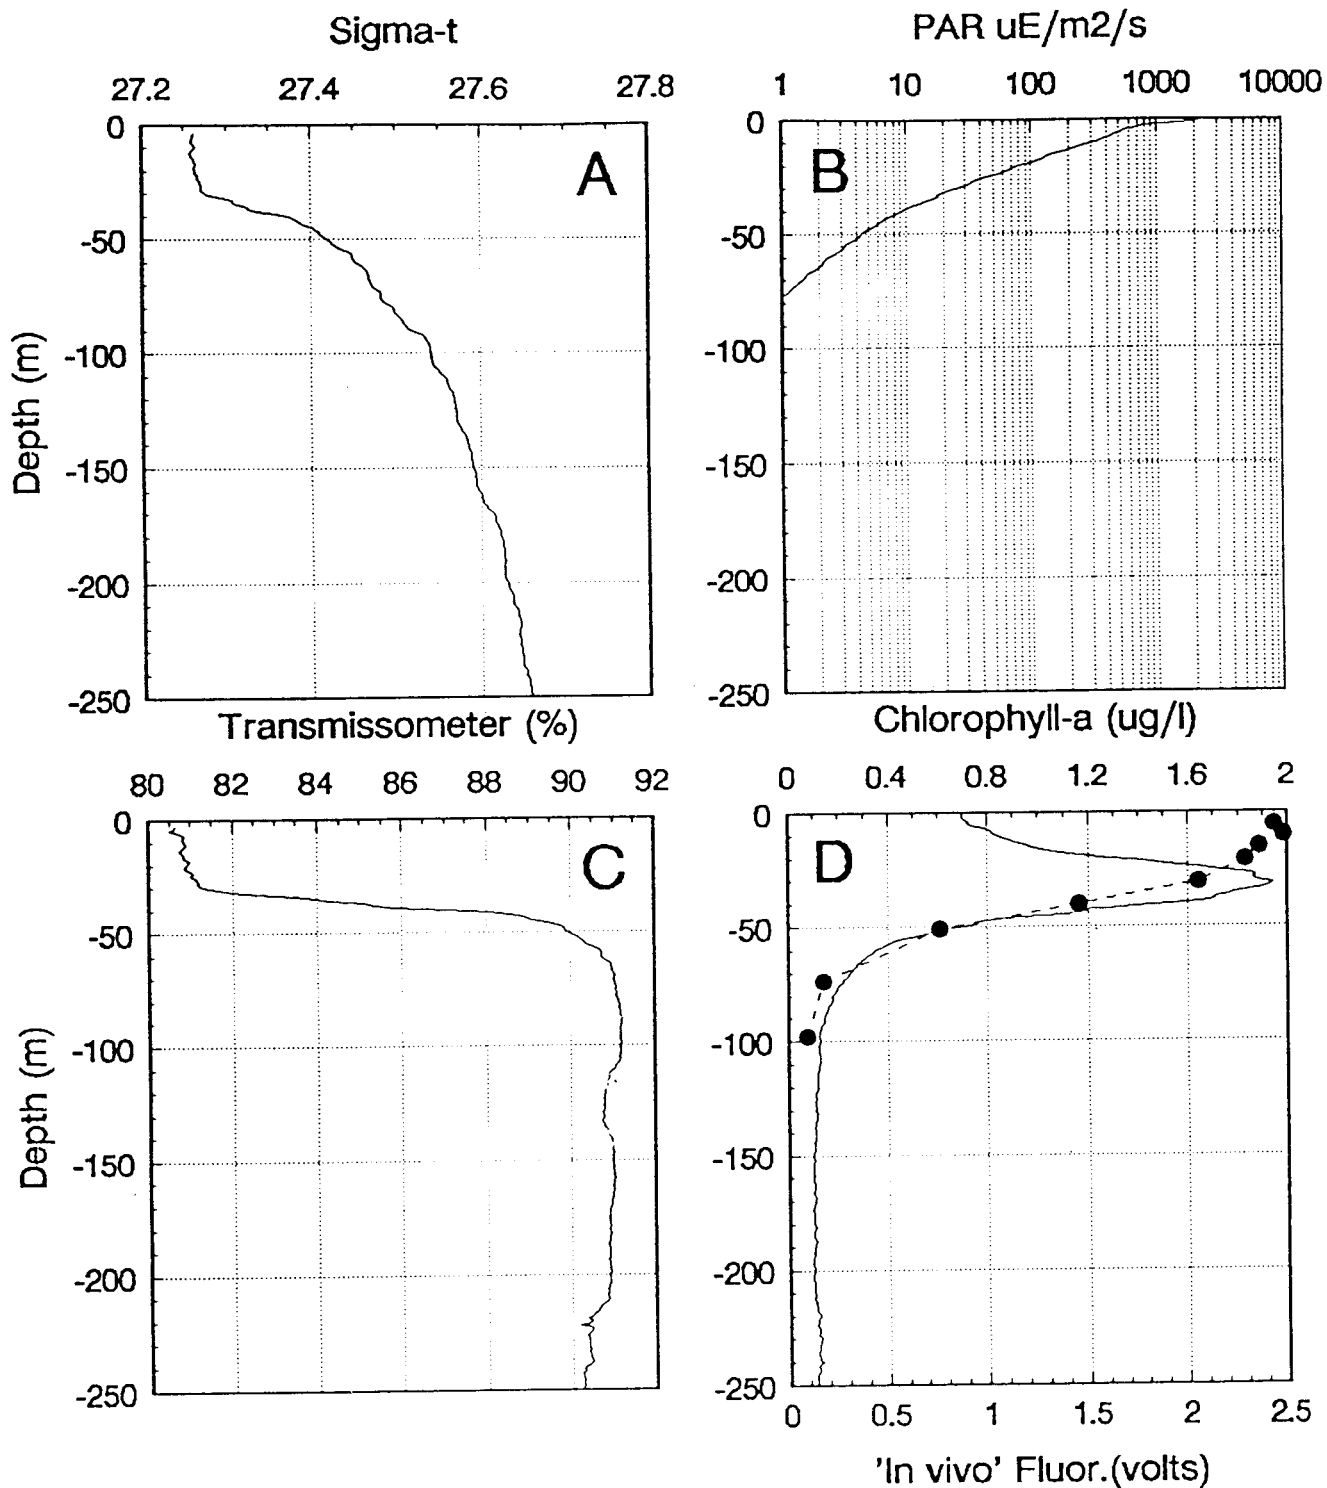 Sigma-t
27.2 27.4 27.6 27.8
0
-50
-100
-150
-200
-250
Depth (m)
A
PAR uE/m2/s
1 10 100 1000 10000
0
-50
-100
-150
-200
-250
B
Transmissometer (%)
80 82 84 86 88 90 92
0
-50
-100
-150
-200
-250
Depth (m)
C
Chlorophyll-a (ug/l)
0 0.4 0.8 1.2 1.6 2
0
-50
-100
-150
-200
-250
D
0 0.5 1 1.5 2 2.5
'In vivo' Fluor.(volts)